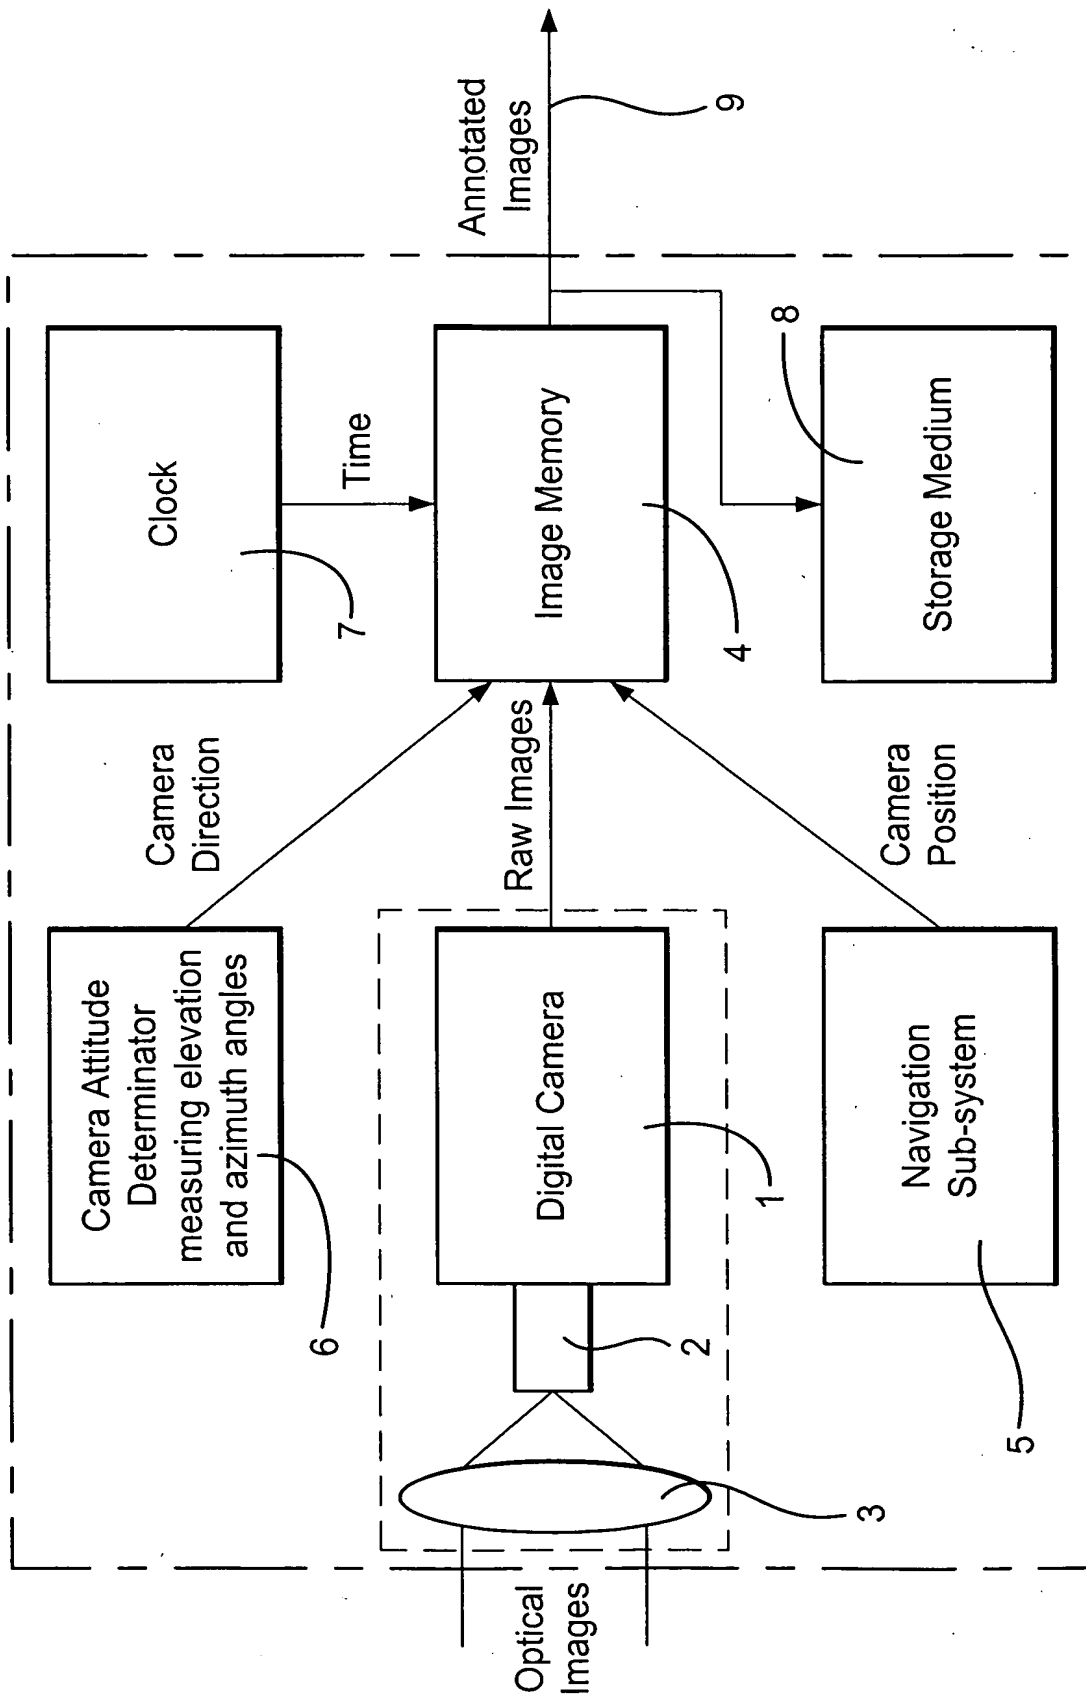 Optical
Images
3
2
Digital Camera
1
Camera Attitude
Determinator
measuring elevation
and azimuth angles
6
Navigation
Sub-system
5
Camera
Direction
Raw Images
Camera
Position
Clock
7
Time
Image Memory
4
Storage Medium
8
Annotated
Images
9